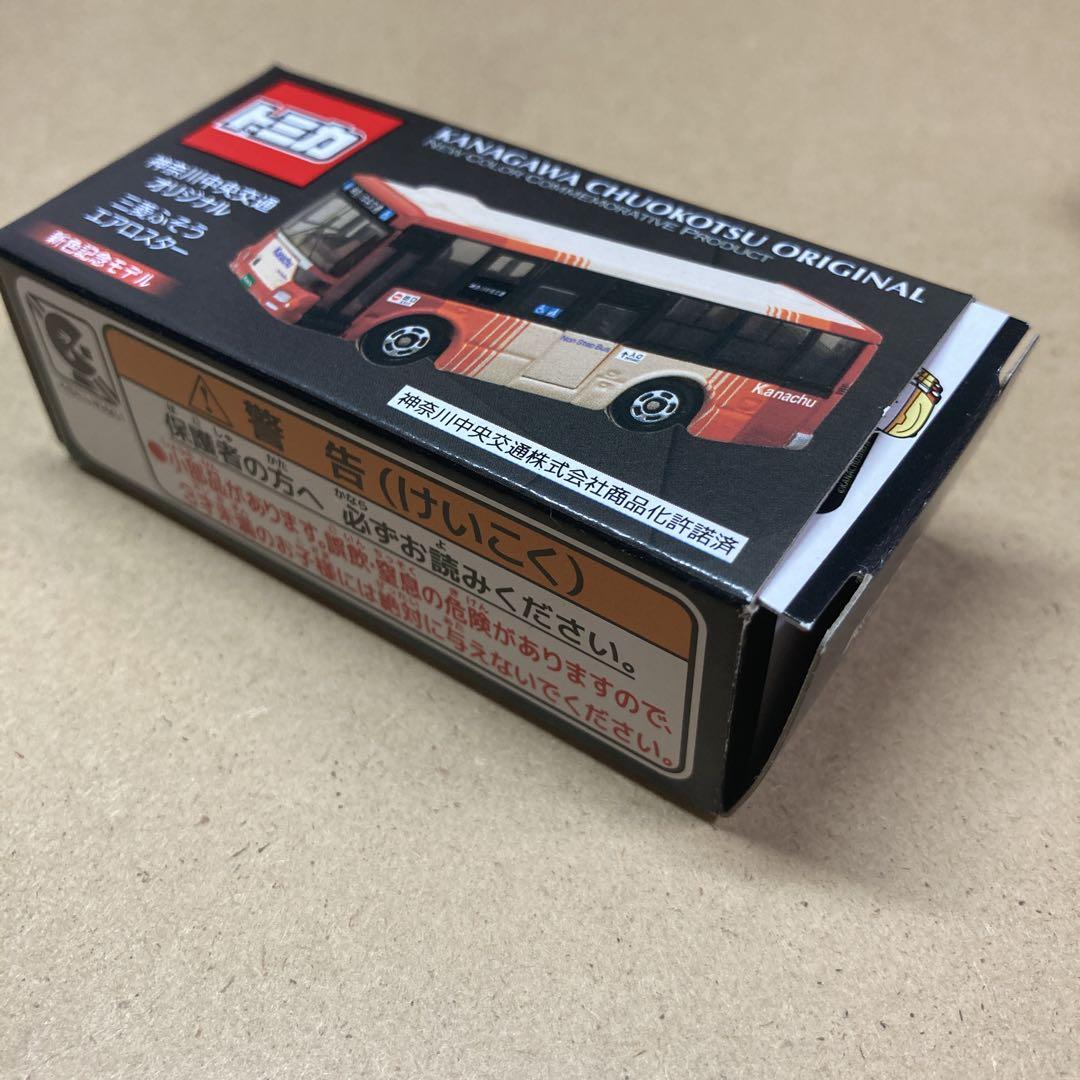 トミカ
神奈川中央交通
オリジナル
三菱ふそう
エアロスター
新色記念モデル
KANAGAWA CHUOKOTSU ORIGINAL
NEW COLOR COMMEMORATIVE PRODUCT
Kanachu
出口
Non Step Bus
入口
Kanachu
神奈川中央交通株式会社商品化許諾済
警告(けいこく)
保護者の方へ 必ずお読みください。
●小部品があります。誤飲・窒息の危険がありますので、
3才未満のお子様には絶対に与えないでください。